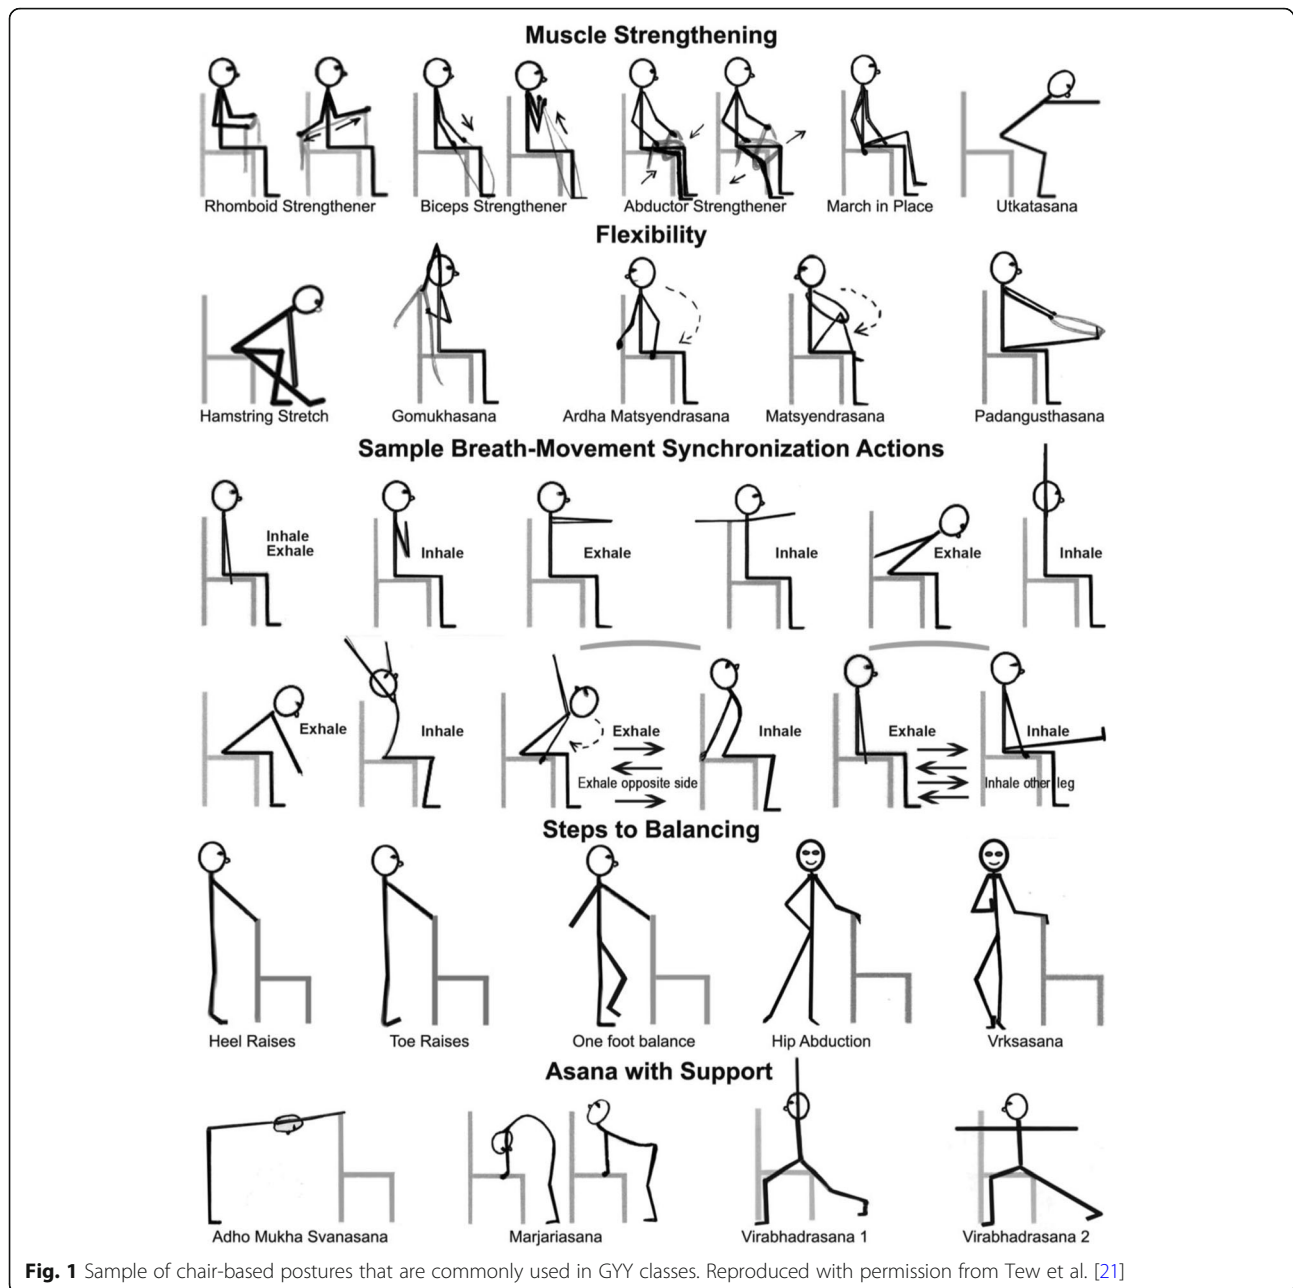 Muscle Strengthening
Rhomboid Strengthener Biceps Strengthener Abductor Strengthener March in Place Utkatasana
Flexibility
Hamstring Stretch Gomukhasana Ardha Matsyendrasana Matsyendrasana Padangusthasana
Sample Breath-Movement Synchronization Actions
Inhale
Exhale
Inhale Exhale Inhale Exhale Inhale
Exhale Inhale Exhale Inhale Exhale Inhale
Exhale opposite side Inhale other leg
Steps to Balancing
Heel Raises Toe Raises One foot balance Hip Abduction Vrksasana
Asana with Support
Adho Mukha Svanasana Marjariasana Virabhadrasana 1 Virabhadrasana 2
Fig. 1 Sample of chair-based postures that are commonly used in GYY classes. Reproduced with permission from Tew et al. [21]